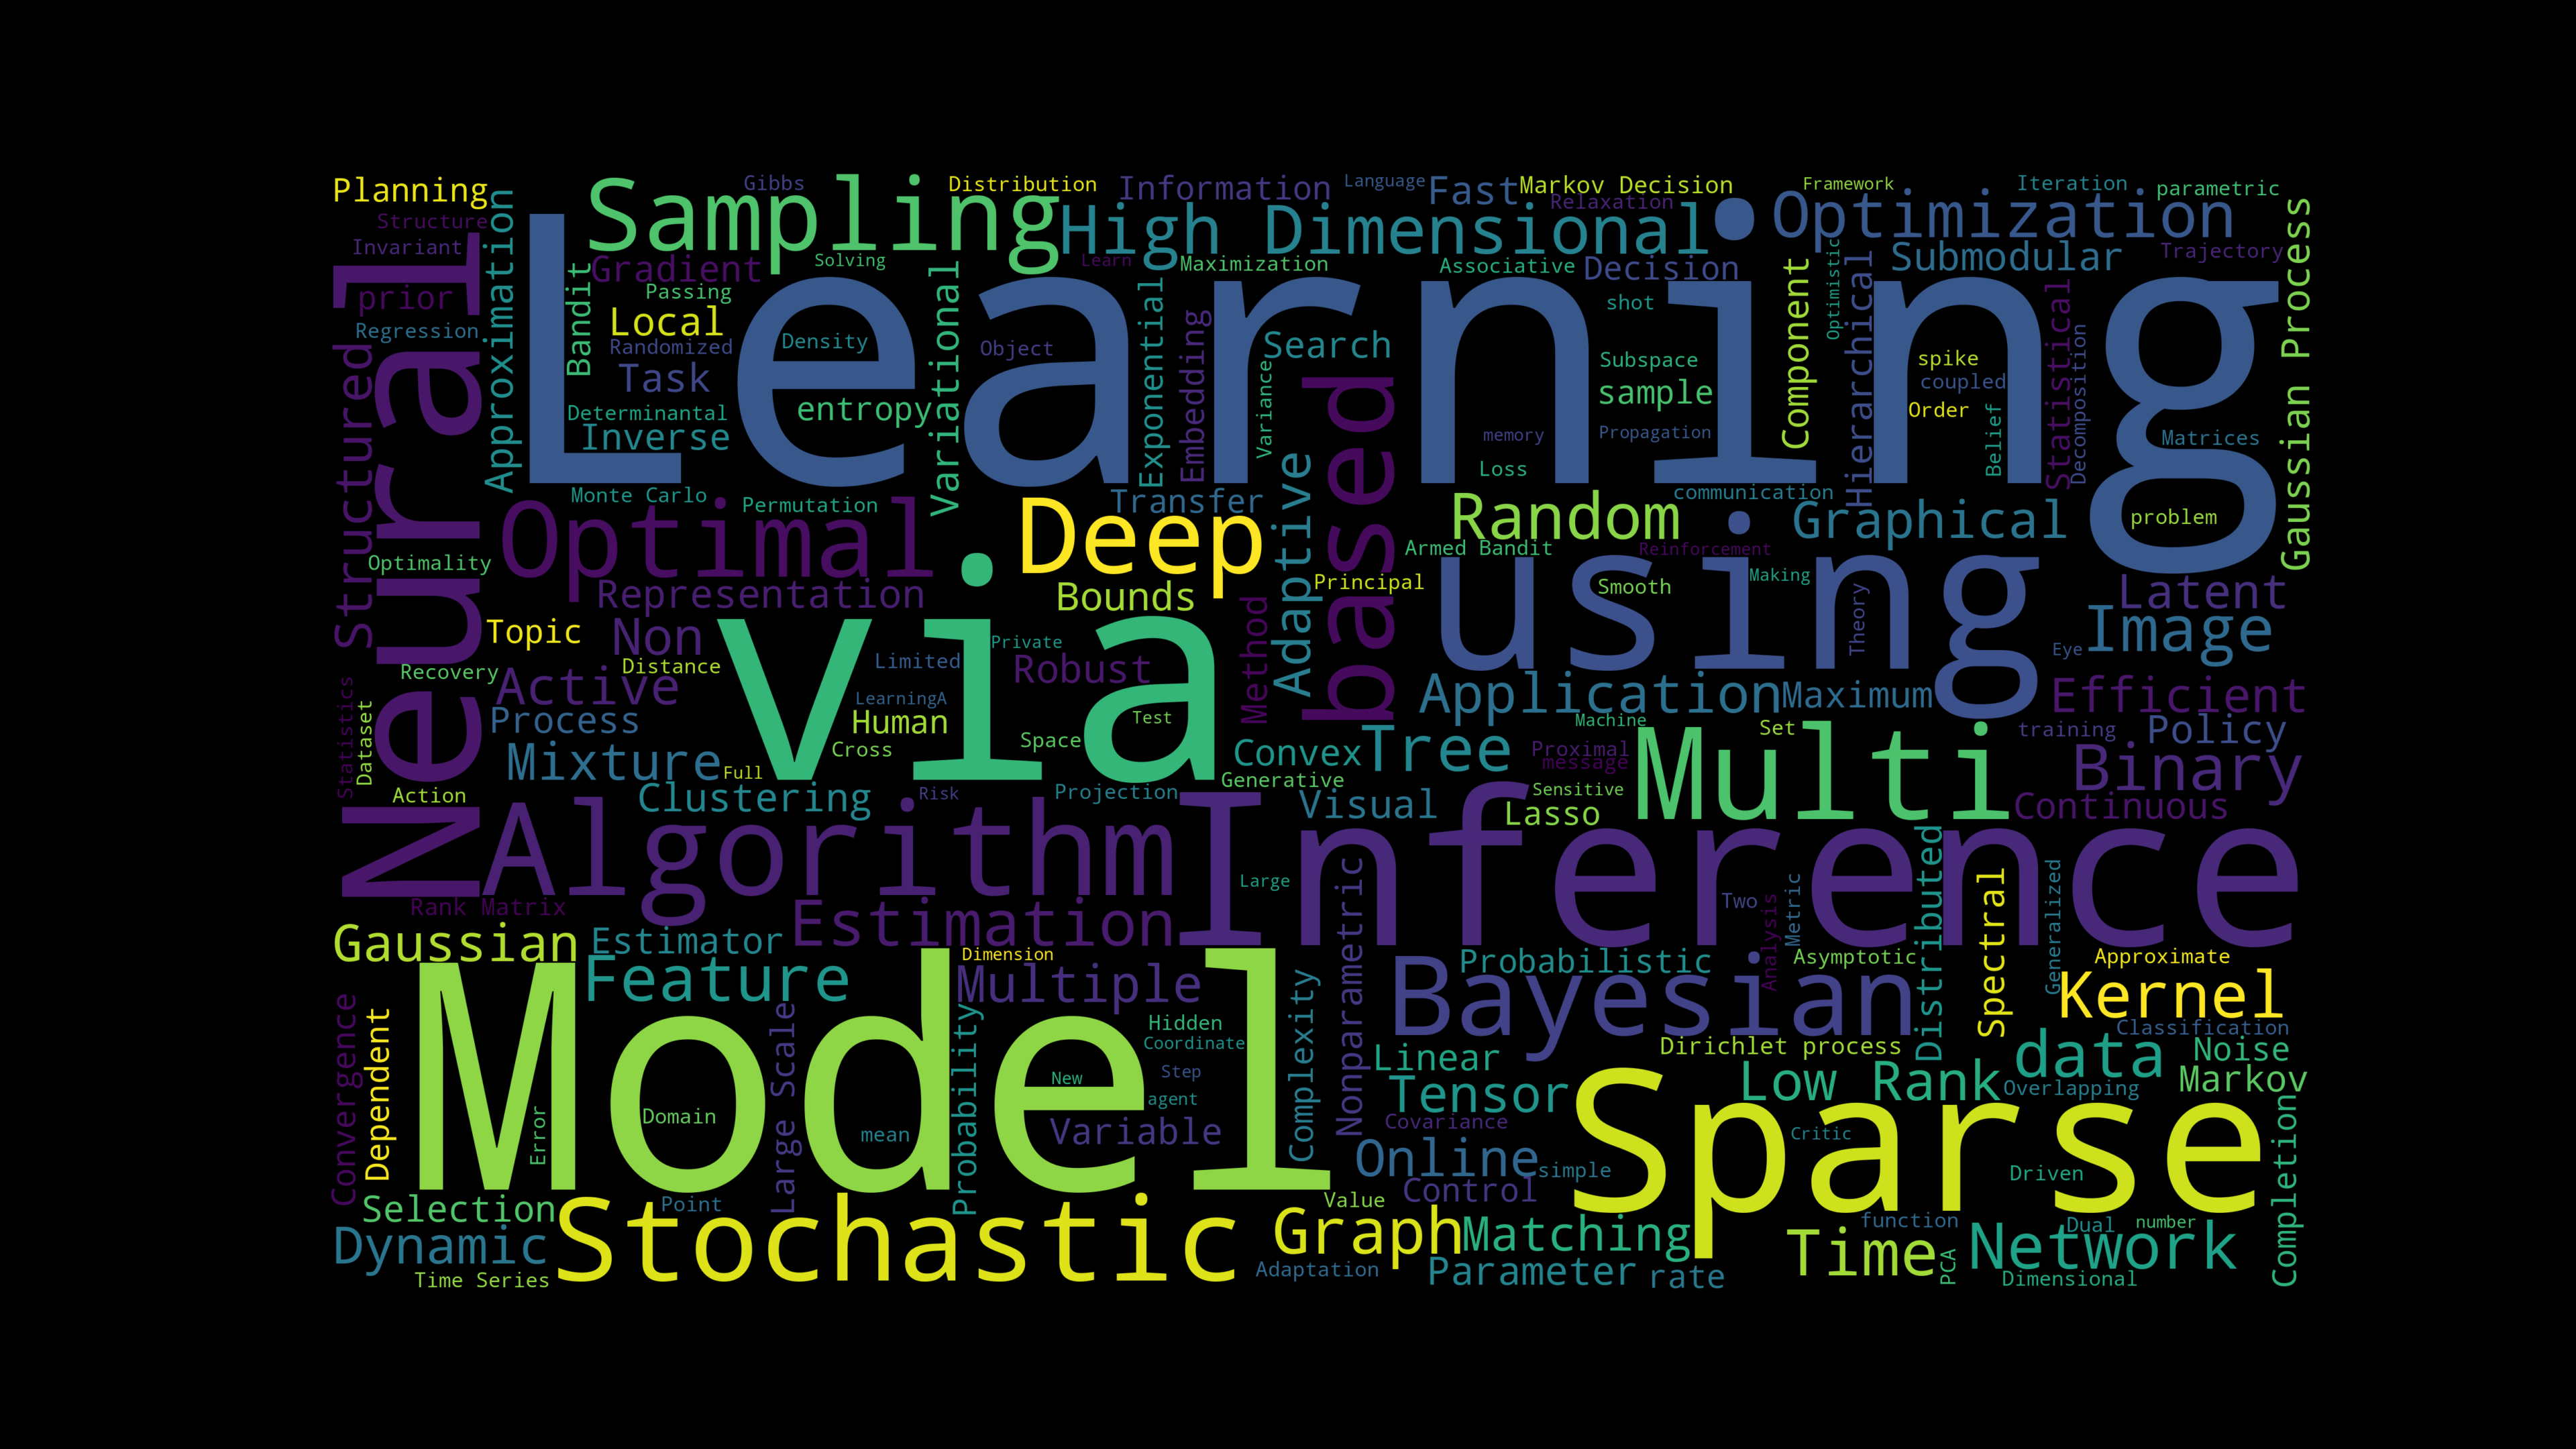 Planning
Structure
Invariant
prior
Regression
Structured
Neural
Approximation
Sampling
Gibbs
Distribution
Information
Language
Fast
Markov Decision
Relaxation
Framework
Iteration
parametric
High Dimensional
Optimization
Submodular
Trajectory
Gaussian Process
Gradient
Solving
Learn
Maximization
Associative
Decision
Bandit
Passing
Local
Randomized
Density
Task
Determinantal
Inverse
entropy
Variational
Learning
Object
Exponential
Embedding
Variance
Search
shot
Subspace
sample
Component
Optimistic
Hierarchical
spike
coupled
Order
Belief
Statistical
Decomposition
Matrices
memory
Propagation
Loss
Monte Carlo
Permutation
Transfer
Adaptive
based
communication
Random
Graphical
problem
Optimality
Optimal
Deep
Armed Bandit
Reinforcement
Principal
using
Smooth
Making
Theory
Representation
Bounds
Latent
Image
Eye
Topic
Non
via
Private
Distance
Limited
Robust
Method
Recovery
Active
LearningA
Application
Maximum
Efficient
Statistics
Dataset
Process
Human
Test
Cross
Space
Machine
Set
training
Policy
Mixture
Full
Convex
Tree
Proximal
message
Multi
Binary
Action
Clustering
Risk
Projection
Generative
Visual
Sensitive
Lasso
Continuous
Algorithm
Inference
Large
Nonparametric
Two
Analysis
Metric
Distributed
Spectral
Generalized
Rank Matrix
Estimation
Gaussian
Estimator
Dimension
Probabilistic
Asymptotic
Approximate
Feature
Multiple
Bayesian
Kernel
Convergence
Dependent
Model
Large Scale
Probability
Hidden
Coordinate
Complexity
Linear
Dirichlet process
Classification
data
Noise
New
Step
agent
Tensor
Low Rank
Overlapping
Markov
Error
Domain
mean
Variable
Covariance
Sparse
Critic
Completion
Online
simple
Driven
Control
Selection
Point
Value
function
Dual
number
Dynamic
Stochastic
Graph
Matching
Time
Network
Time Series
Adaptation
Parameter
rate
PCA
Dimensional